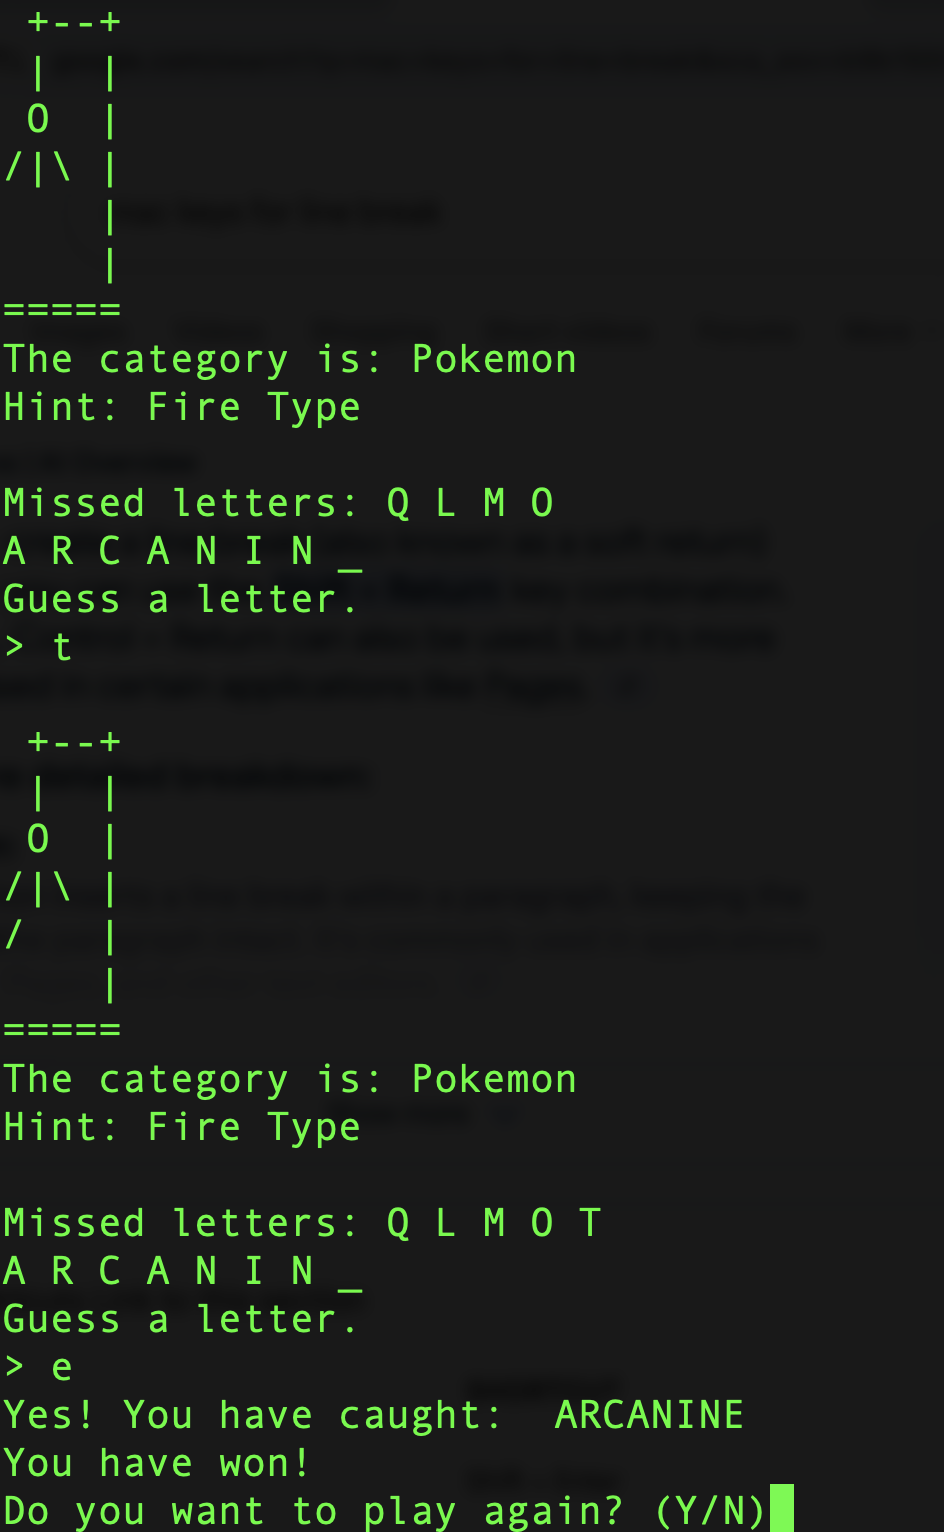 +--+
|  |
O  |
/|\ |
|
|
=====
The category is: Pokemon
Hint: Fire Type
Missed letters: Q L M O
A R C A N I N _
Guess a letter.
> t
+--+
|  |
O  |
/|\ |
/   |
|
=====
The category is: Pokemon
Hint: Fire Type
Missed letters: Q L M O T
A R C A N I N _
Guess a letter.
> e
Yes! You have caught:  ARCANINE
You have won!
Do you want to play again? (Y/N)